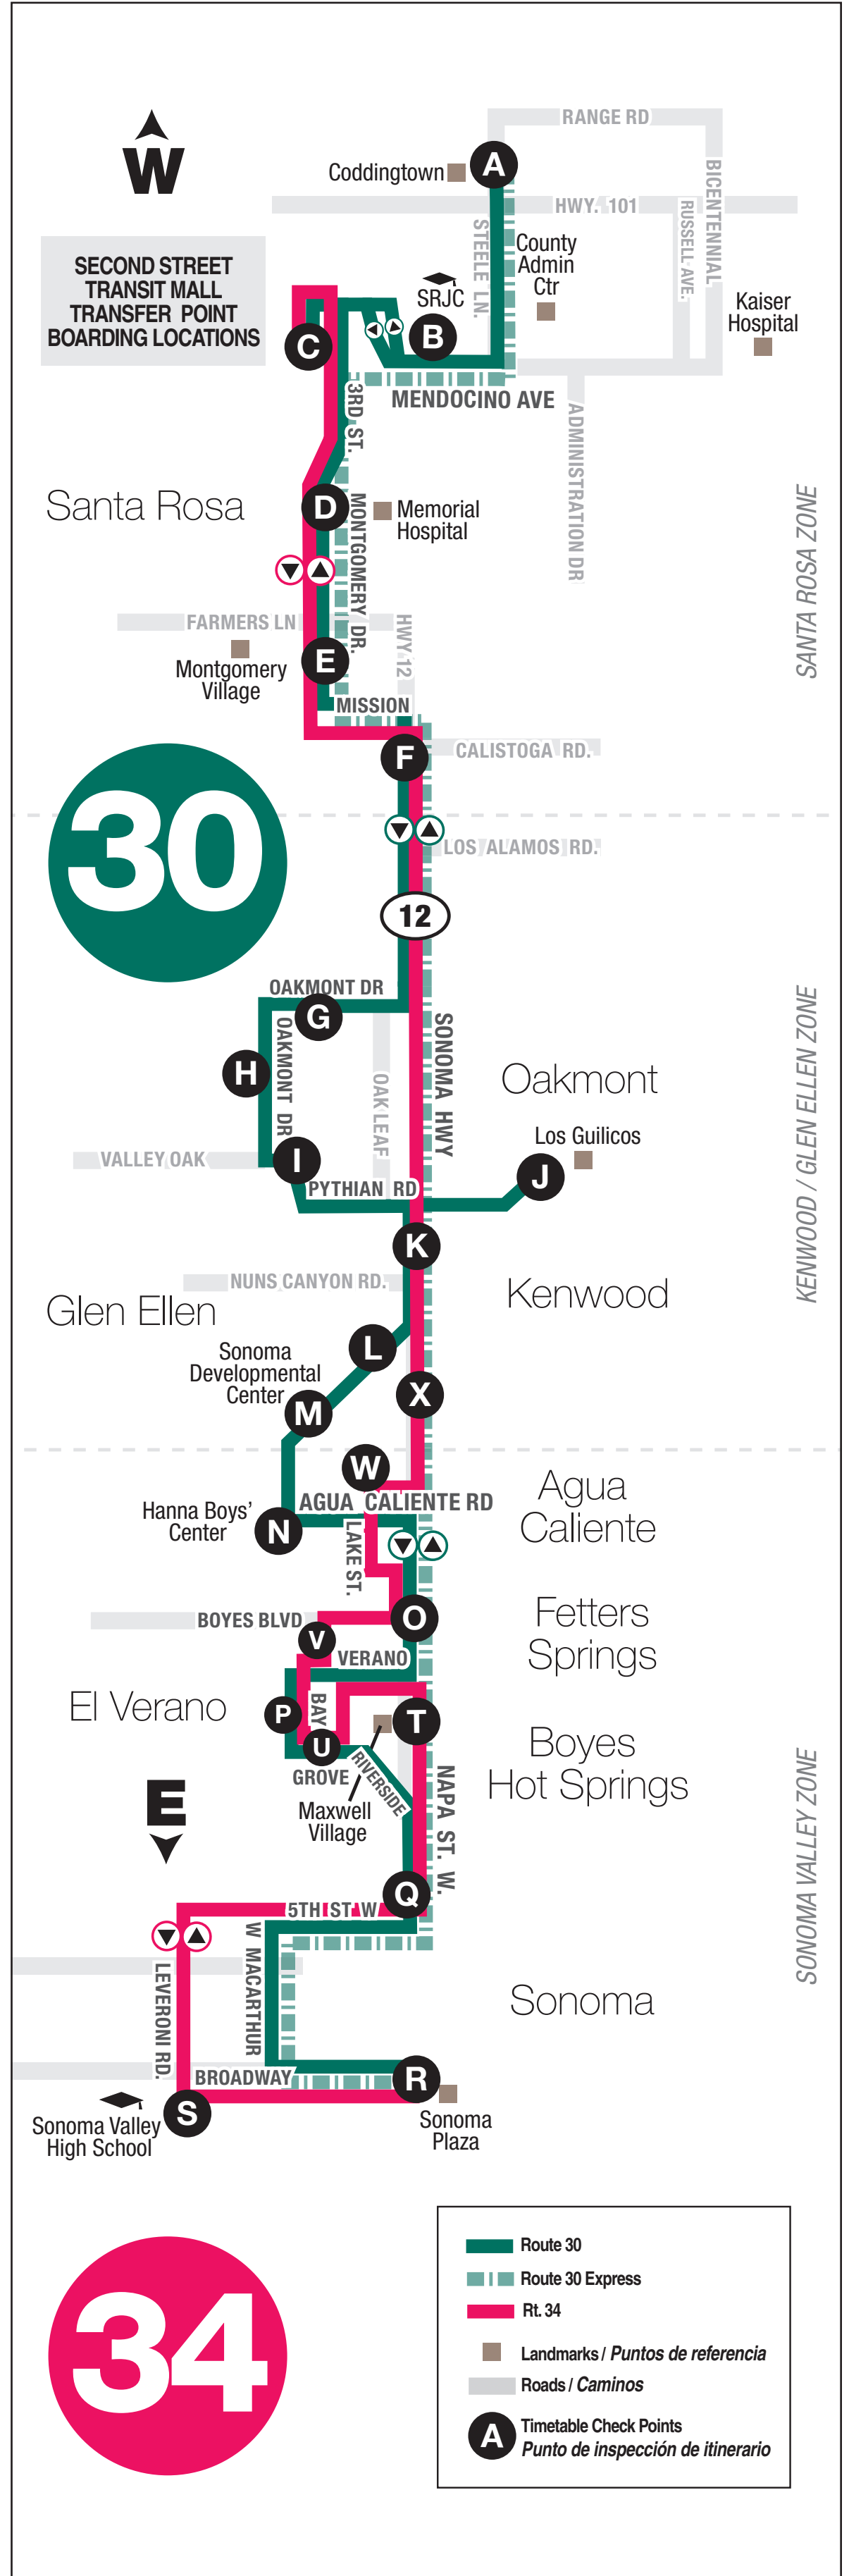 RANGE RD
W
Coddingtown
A
BICENTENNIAL
HWY. 101
RUSSELL AVE.
STEELE LN.
County
Admin
Ctr
SECOND STREET
TRANSIT MALL
TRANSFER POINT
BOARDING LOCATIONS
SRJC
Kaiser
Hospital
B
C
3RD ST.
MENDOCINO AVE
ADMINISTRATION DR
Santa Rosa
D
MONTGOMERY DR.
Memorial
Hospital
SANTA ROSA ZONE
FARMERS LN
HWY 12
Montgomery
Village
E
MISSION
F
CALISTOGA RD.
30
LOS ALAMOS RD.
12
OAKMONT DR
G
SONOMA HWY
OAKMONT DR
H
OAK LEAF
Oakmont
KENWOOD / GLEN ELLEN ZONE
Los Guilicos
VALLEY OAK
I
J
PYTHIAN RD
K
NUNS CANYON RD.
Kenwood
Glen Ellen
L
Sonoma
Developmental
Center
X
M
W
Agua
Caliente
AGUA CALIENTE RD
Hanna Boys'
Center
N
LAKE ST.
Fetters
Springs
BOYES BLVD
O
V
VERANO
El Verano
P
BAY
T
Boyes
Hot Springs
U
GROVE
RIVERSIDE
NAPA ST. W.
E
Maxwell
Village
SONOMA VALLEY ZONE
Q
5TH ST W
W MACARTHUR
LEVERONI RD.
Sonoma
BROADWAY
R
S
Sonoma Valley
High School
Sonoma
Plaza
34
Route 30
Route 30 Express
Rt. 34
Landmarks / Puntos de referencia
Roads / Caminos
A
Timetable Check Points
Punto de inspección de itinerario